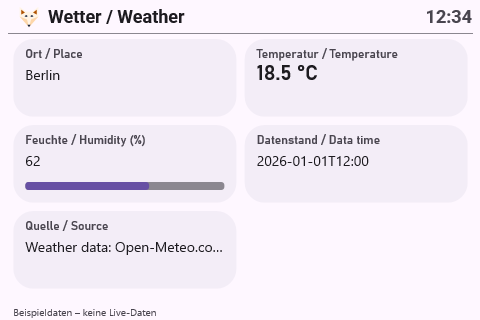 Wetter / Weather
12:34
Ort / Place
Berlin
Temperatur / Temperature
18.5 °C
Feuchte / Humidity (%)
62
Datenstand / Data time
2026-01-01T12:00
Quelle / Source
Weather data: Open-Meteo.co...
Beispieldaten – keine Live-Daten